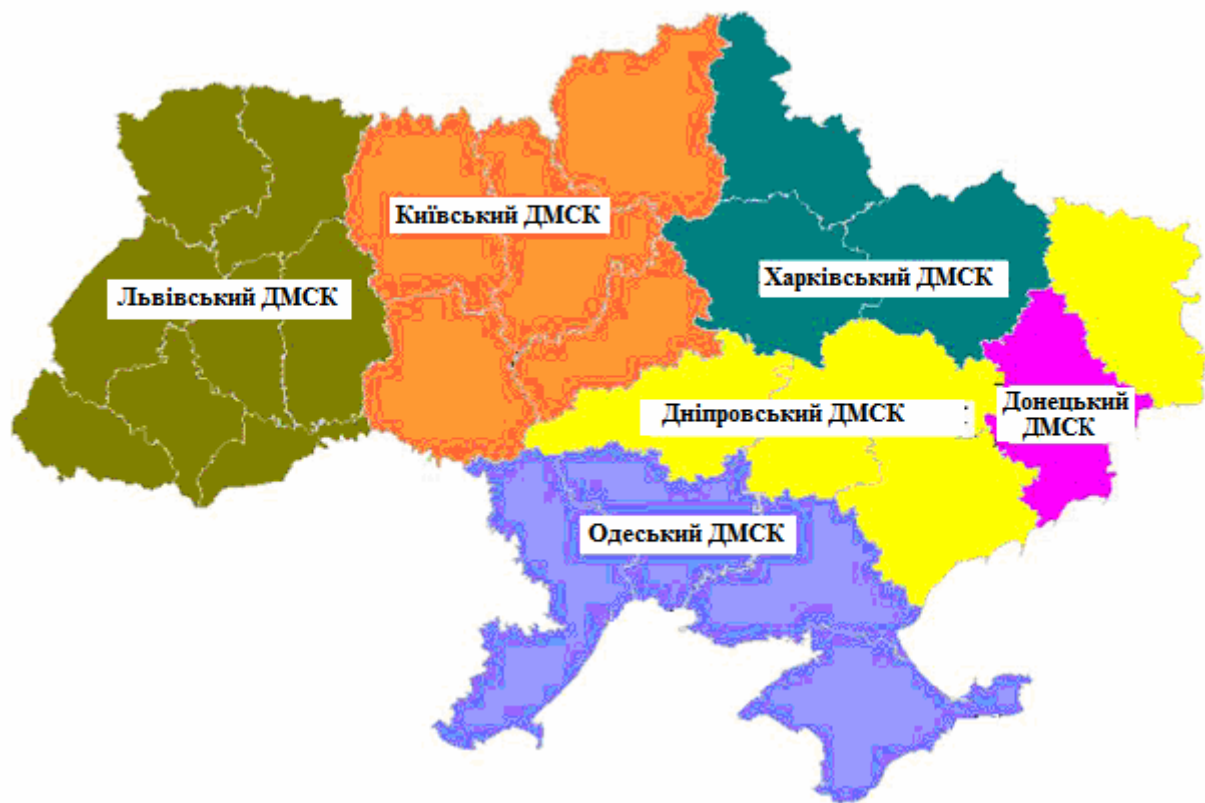 Київський ДМСК
Харківський ДМСК
Львівський ДМСК
Дніпровський ДМСК
Донецький
ДМСК
Одеський ДМСК